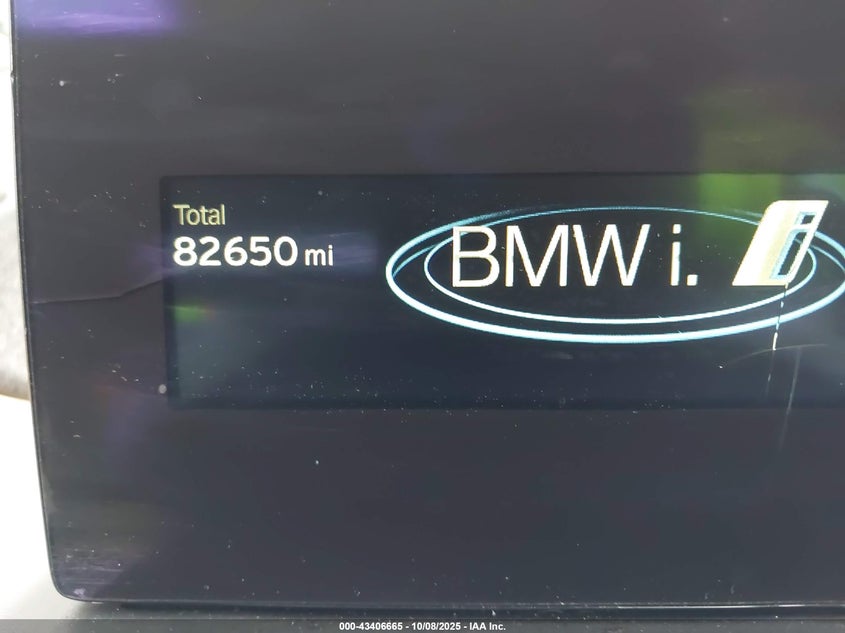 Total
82650 mi
BMW i. i
000-43406665 - 10/08/2025 - IAA Inc.